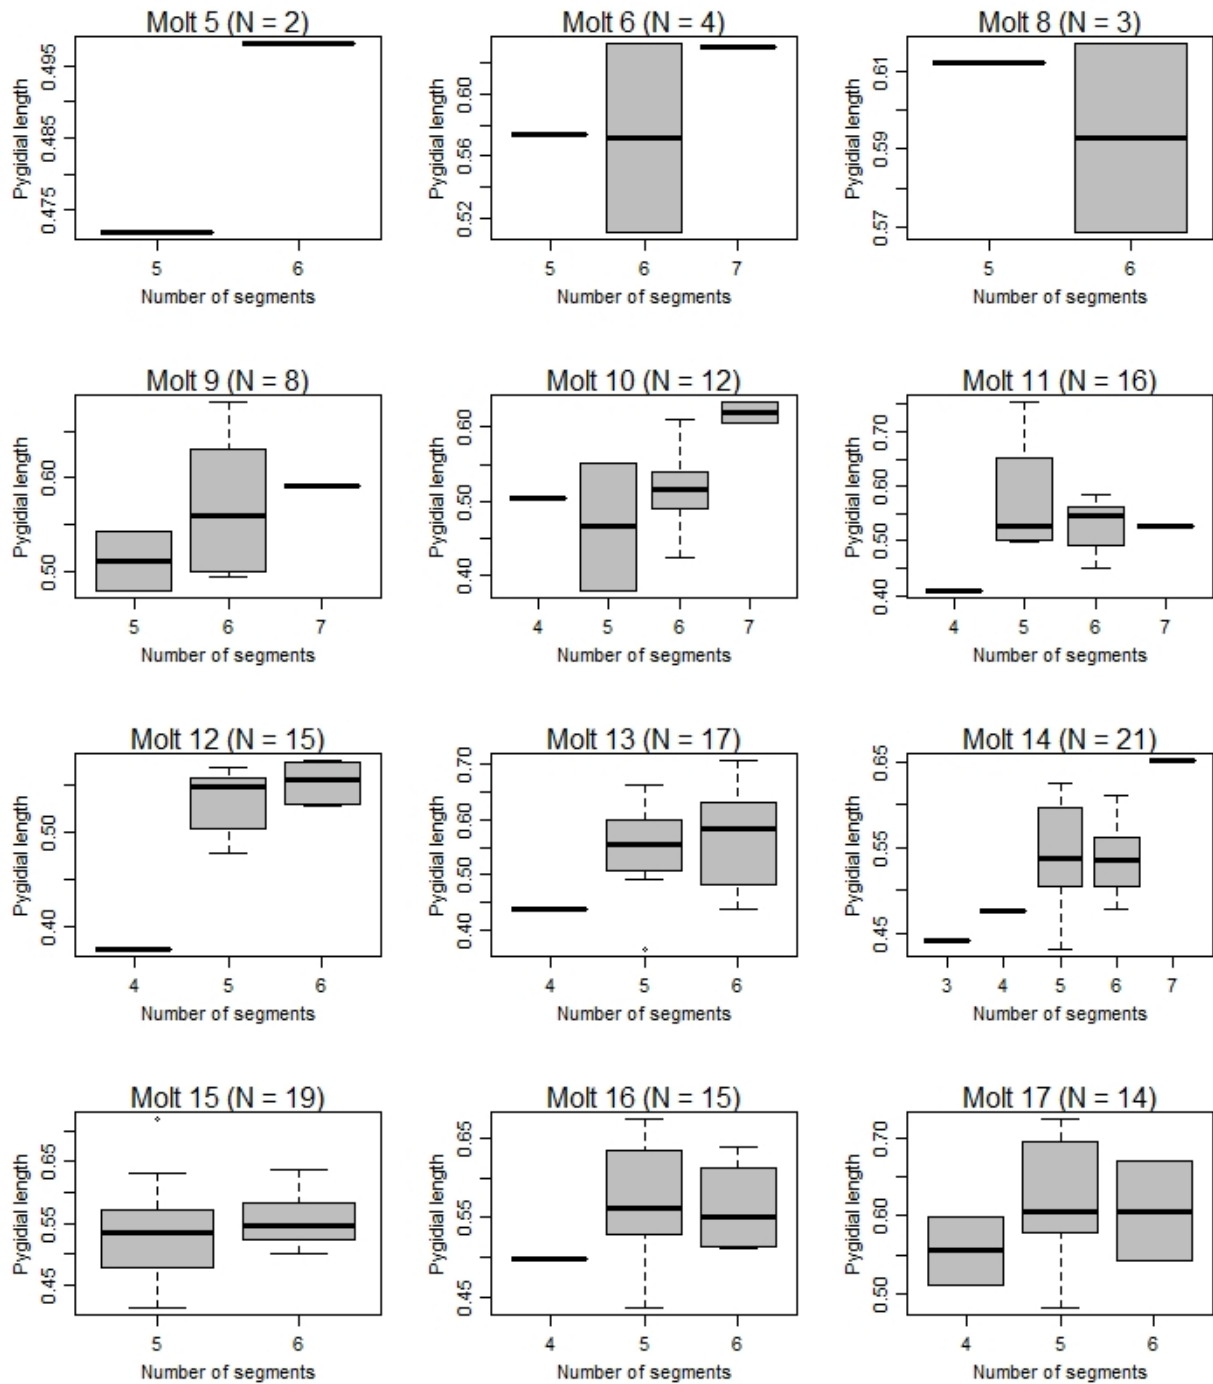 Molt 5 (N = 2)
Pygidial length
0.475 0.485 0.495
5 6
Number of segments
Molt 6 (N = 4)
Pygidial length
0.52 0.56 0.60
5 6 7
Number of segments
Molt 8 (N = 3)
Pygidial length
0.57 0.59 0.61
5 6
Number of segments
Molt 9 (N = 8)
Pygidial length
0.50 0.60
5 6 7
Number of segments
Molt 10 (N = 12)
Pygidial length
0.40 0.50 0.60
4 5 6 7
Number of segments
Molt 11 (N = 16)
Pygidial length
0.40 0.50 0.60 0.70
4 5 6 7
Number of segments
Molt 12 (N = 15)
Pygidial length
0.40 0.50
4 5 6
Number of segments
Molt 13 (N = 17)
Pygidial length
0.40 0.50 0.60 0.70
4 5 6
Number of segments
Molt 14 (N = 21)
Pygidial length
0.45 0.55 0.65
3 4 5 6 7
Number of segments
Molt 15 (N = 19)
Pygidial length
0.45 0.55 0.65
5 6
Number of segments
Molt 16 (N = 15)
Pygidial length
0.45 0.55 0.65
4 5 6
Number of segments
Molt 17 (N = 14)
Pygidial length
0.50 0.60 0.70
4 5 6
Number of segments